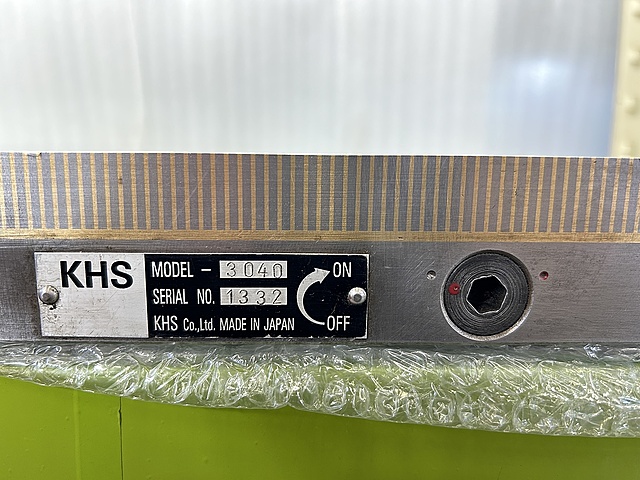 KHS
MODEL - 3040
ON
SERIAL NO. 1332
KHS Co.,Ltd. MADE IN JAPAN
OFF